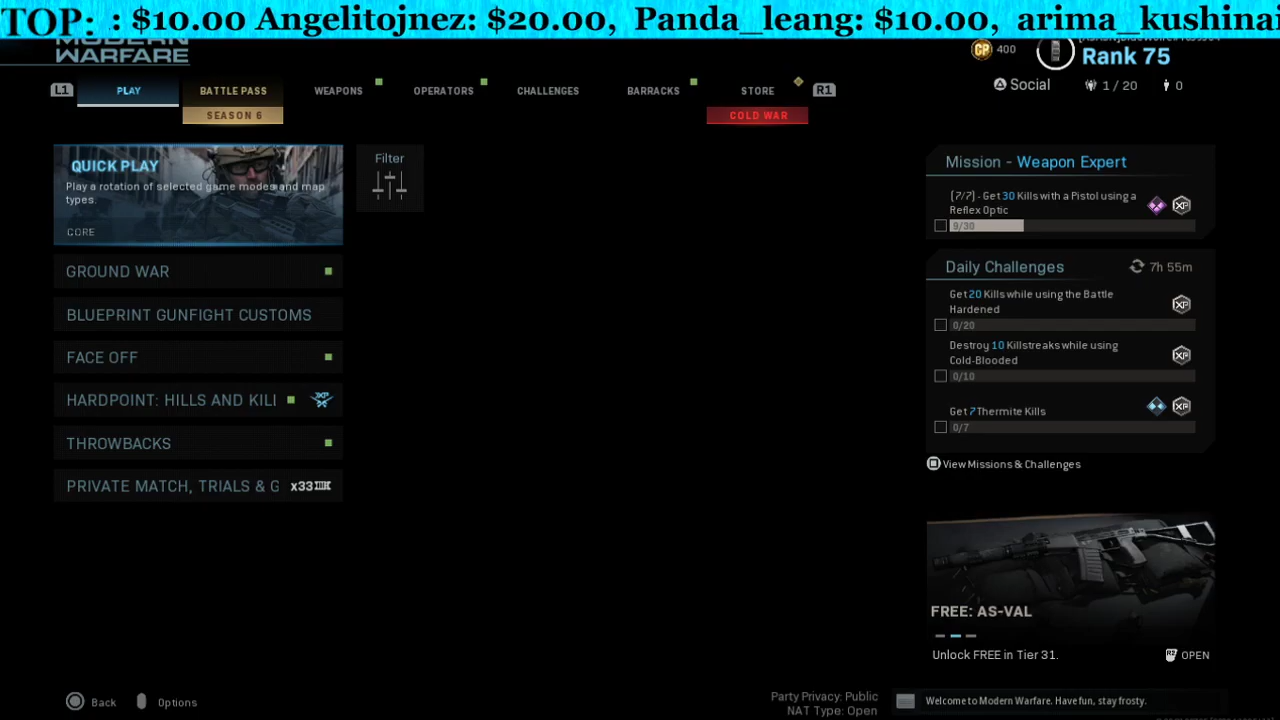 TOP: : $10.00 Angelitojnez: $20.00, Panda_leang: $10.00, arima_kushinai
MODERN
WARFARE
CP 400
Rank 75
Social 1 / 20 0
L1 PLAY BATTLE PASS WEAPONS OPERATORS CHALLENGES BARRACKS STORE R1
SEASON 6 COLD WAR
QUICK PLAY
Play a rotation of selected game modes and map
types.
CORE
Filter
GROUND WAR
BLUEPRINT GUNFIGHT CUSTOMS
FACE OFF
HARDPOINT: HILLS AND KILL
THROWBACKS
PRIVATE MATCH, TRIALS & G x33
Mission - Weapon Expert
(7/7) - Get 30 Kills with a Pistol using a
Reflex Optic
XP
9/30
Daily Challenges 7h 55m
Get 20 Kills while using the Battle
Hardened
XP
0/20
Destroy 10 Killstreaks while using
Cold-Blooded
XP
0/10
Get 7 Thermite Kills
XP
0/7
View Missions & Challenges
FREE: AS-VAL
Unlock FREE in Tier 31.
R2 OPEN
Back Options
Party Privacy: Public
NAT Type: Open
Welcome to Modern Warfare. Have fun, stay frosty.